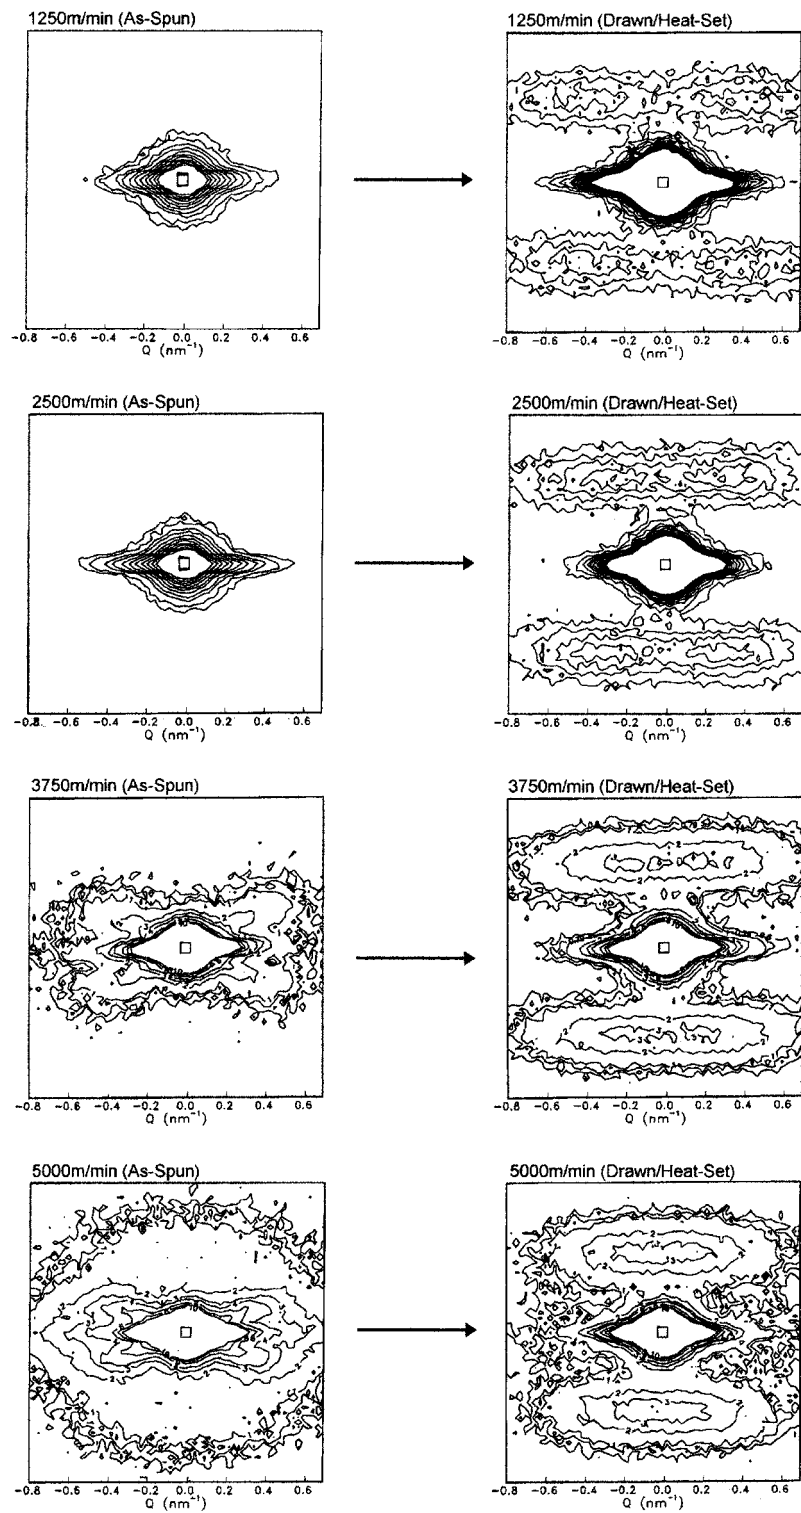 1250m/min (As-Spun)
1250m/min (Drawn/Heat-Set)
-0.8 -0.6 -0.4 -0.2 0.0 0.2 0.4 0.6
Q (nm⁻¹)
-0.8 -0.6 -0.4 -0.2 0.0 0.2 0.4 0.6
Q (nm⁻¹)
2500m/min (As-Spun)
2500m/min (Drawn/Heat-Set)
-0.8 -0.6 -0.4 -0.2 0.0 0.2 0.4 0.6
Q (nm⁻¹)
-0.8 -0.6 -0.4 -0.2 0.0 0.2 0.4 0.6
Q (nm⁻¹)
3750m/min (As-Spun)
3750m/min (Drawn/Heat-Set)
-0.8 -0.6 -0.4 -0.2 0.0 0.2 0.4 0.6
Q (nm⁻¹)
-0.8 -0.6 -0.4 -0.2 0.0 0.2 0.4 0.6
Q (nm⁻¹)
5000m/min (As-Spun)
5000m/min (Drawn/Heat-Set)
-0.8 -0.6 -0.4 -0.2 0.0 0.2 0.4 0.6
Q (nm⁻¹)
-0.8 -0.6 -0.4 -0.2 0.0 0.2 0.4 0.6
Q (nm⁻¹)